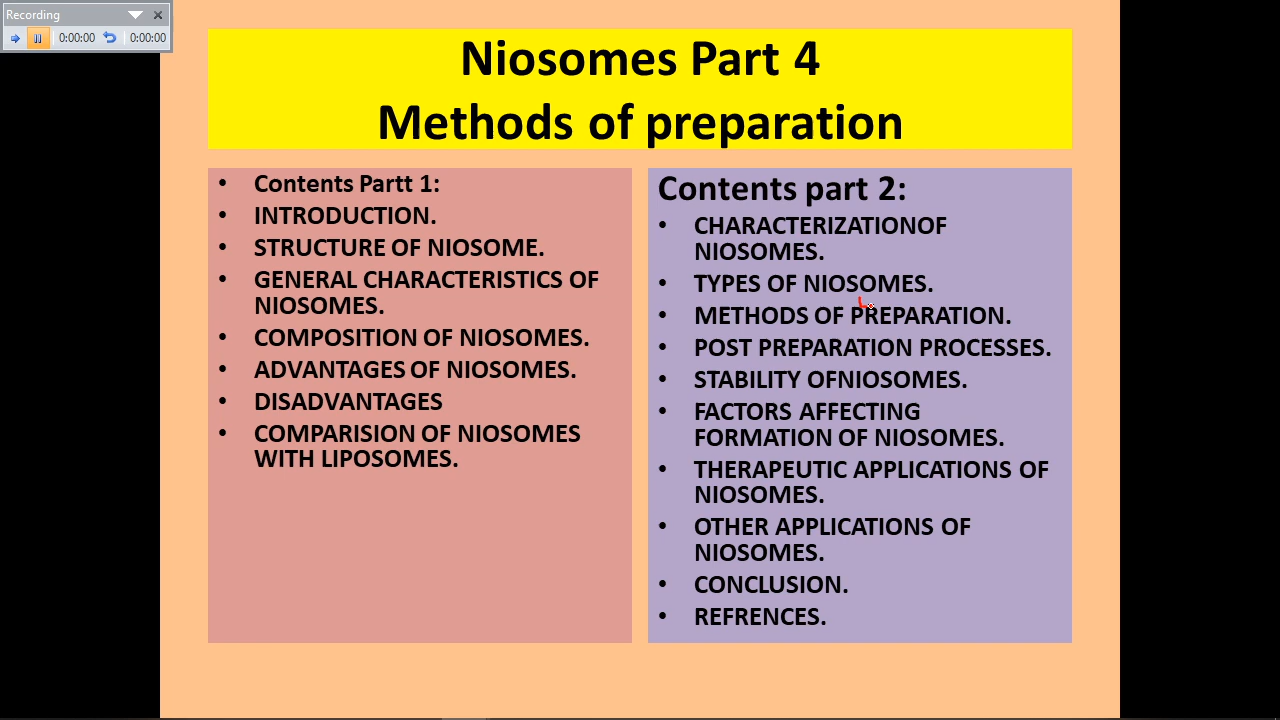 Recording
0:00:00 0:00:00
Niosomes Part 4
Methods of preparation
• Contents Partt 1:
• INTRODUCTION.
• STRUCTURE OF NIOSOME.
• GENERAL CHARACTERISTICS OF
NIOSOMES.
• COMPOSITION OF NIOSOMES.
• ADVANTAGES OF NIOSOMES.
• DISADVANTAGES
• COMPARISION OF NIOSOMES
WITH LIPOSOMES.
Contents part 2:
• CHARACTERIZATIONOF
NIOSOMES.
• TYPES OF NIOSOMES.
• METHODS OF PREPARATION.
• POST PREPARATION PROCESSES.
• STABILITY OFNIOSOMES.
• FACTORS AFFECTING
FORMATION OF NIOSOMES.
• THERAPEUTIC APPLICATIONS OF
NIOSOMES.
• OTHER APPLICATIONS OF
NIOSOMES.
• CONCLUSION.
• REFRENCES.